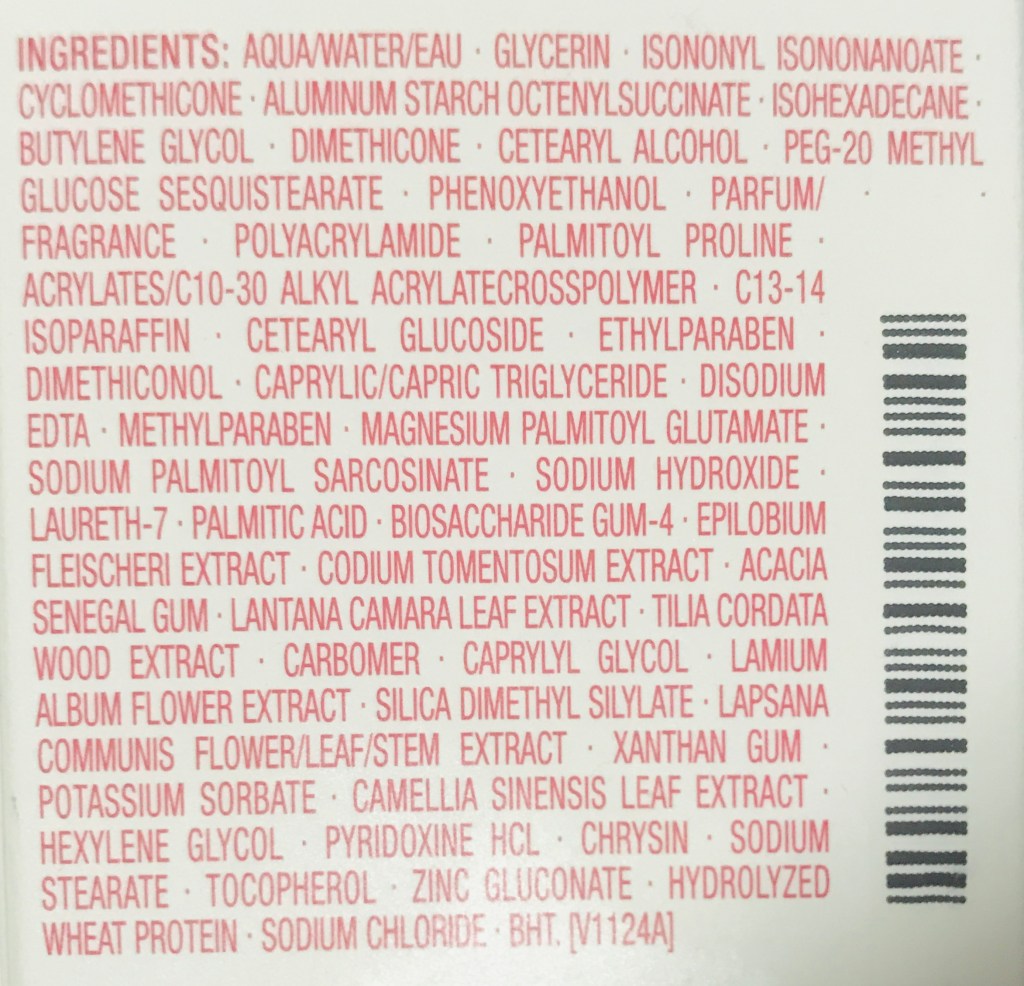 INGREDIENTS: AQUA/WATER/EAU · GLYCERIN · ISONONYL ISONONANOATE ·
CYCLOMETHICONE · ALUMINUM STARCH OCTENYLSUCCINATE · ISOHEXADECANE ·
BUTYLENE GLYCOL · DIMETHICONE · CETEARYL ALCOHOL · PEG-20 METHYL
GLUCOSE SESQUISTEARATE · PHENOXYETHANOL · PARFUM/
FRAGRANCE · POLYACRYLAMIDE · PALMITOYL PROLINE ·
ACRYLATES/C10-30 ALKYL ACRYLATECROSSPOLYMER · C13-14
ISOPARAFFIN · CETEARYL GLUCOSIDE · ETHYLPARABEN ·
DIMETHICONOL · CAPRYLIC/CAPRIC TRIGLYCERIDE · DISODIUM
EDTA · METHYLPARABEN · MAGNESIUM PALMITOYL GLUTAMATE ·
SODIUM PALMITOYL SARCOSINATE · SODIUM HYDROXIDE ·
LAURETH-7 · PALMITIC ACID · BIOSACCHARIDE GUM-4 · EPILOBIUM
FLEISCHERI EXTRACT · CODIUM TOMENTOSUM EXTRACT · ACACIA
SENEGAL GUM · LANTANA CAMARA LEAF EXTRACT · TILIA CORDATA
WOOD EXTRACT · CARBOMER · CAPRYLYL GLYCOL · LAMIUM
ALBUM FLOWER EXTRACT · SILICA DIMETHYL SILYLATE · LAPSANA
COMMUNIS FLOWER/LEAF/STEM EXTRACT · XANTHAN GUM ·
POTASSIUM SORBATE · CAMELLIA SINENSIS LEAF EXTRACT ·
HEXYLENE GLYCOL · PYRIDOXINE HCL · CHRYSIN · SODIUM
STEARATE · TOCOPHEROL · ZINC GLUCONATE · HYDROLYZED
WHEAT PROTEIN · SODIUM CHLORIDE · BHT. [V1124A]